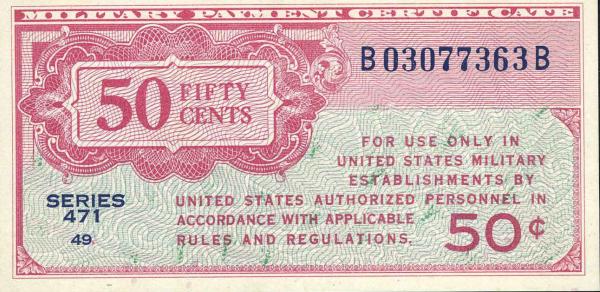 MILITARY PAYMENT CERTIFICATE
B03077363B
50 FIFTY CENTS
FOR USE ONLY IN
UNITED STATES MILITARY
ESTABLISHMENTS BY
UNITED STATES AUTHORIZED PERSONNEL IN
ACCORDANCE WITH APPLICABLE
RULES AND REGULATIONS.
SERIES
471
49
50¢